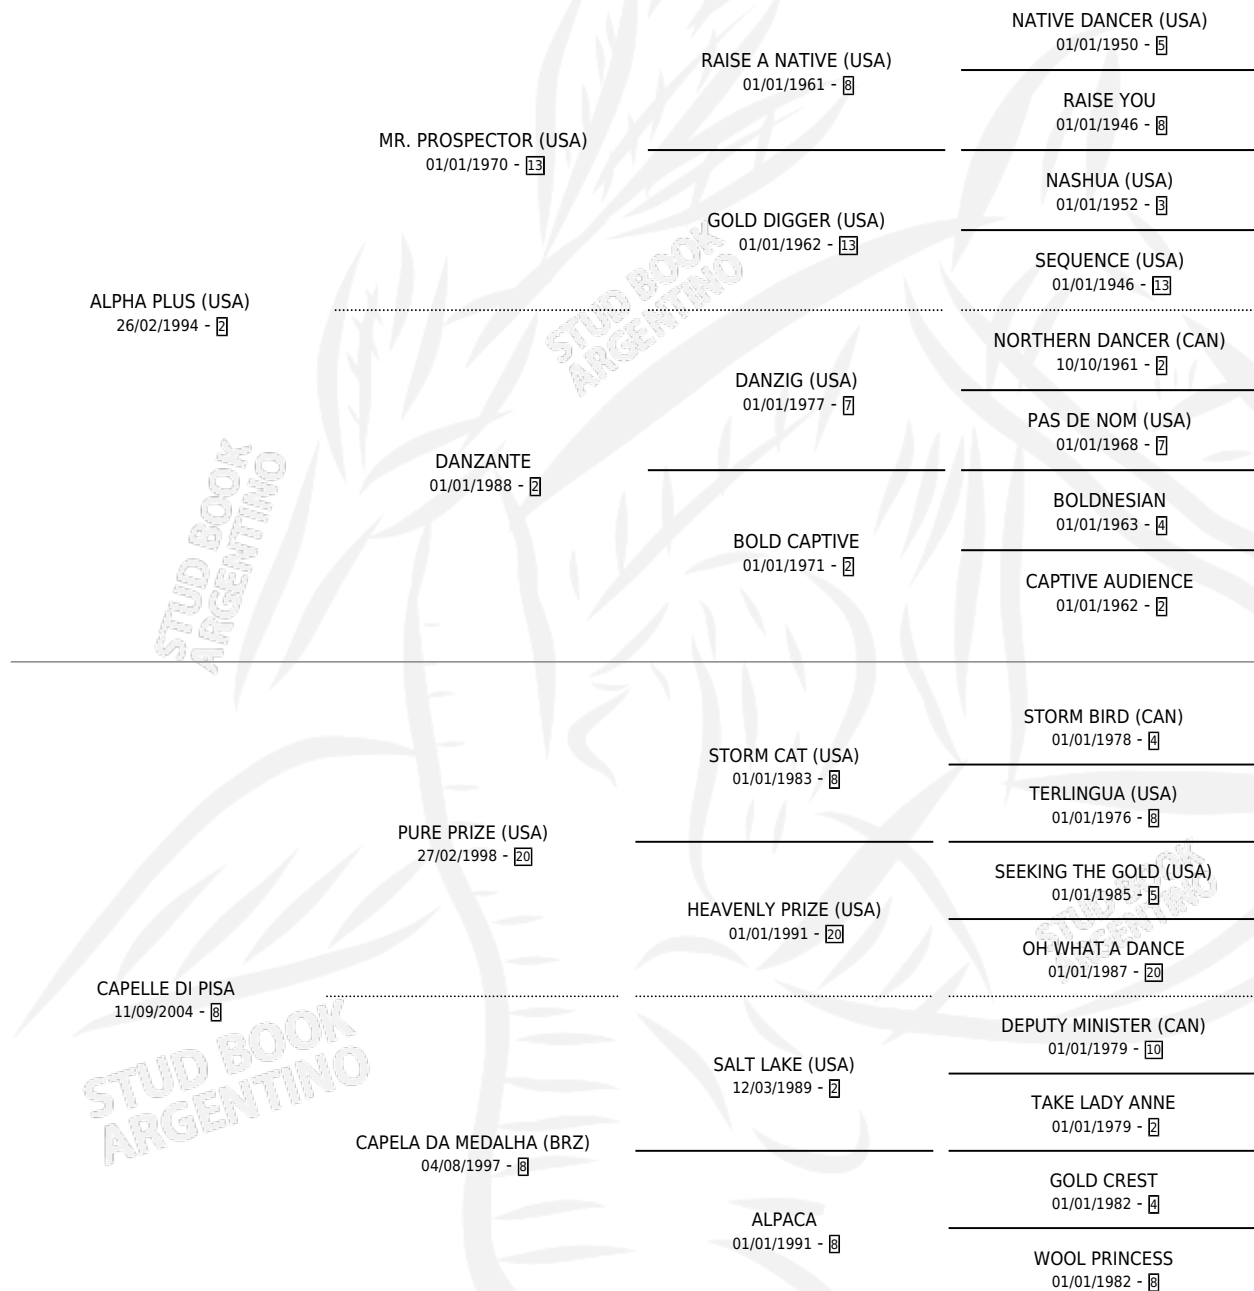 NATIVE DANCER (USA)
01/01/1950 - 5
RAISE A NATIVE (USA)
01/01/1961 - 8
RAISE YOU
01/01/1946 - 8
MR. PROSPECTOR (USA)
01/01/1970 - 13
NASHUA (USA)
01/01/1952 - 3
GOLD DIGGER (USA)
01/01/1962 - 13
SEQUENCE (USA)
01/01/1946 - 13
ALPHA PLUS (USA)
26/02/1994 - 2
STUD BOOK
ARGENTINO
NORTHERN DANCER (CAN)
10/10/1961 - 2
DANZIG (USA)
01/01/1977 - 7
PAS DE NOM (USA)
01/01/1968 - 7
DANZANTE
01/01/1988 - 2
BOLDNESIAN
01/01/1963 - 4
BOLD CAPTIVE
01/01/1971 - 2
CAPTIVE AUDIENCE
01/01/1962 - 2
STUD BOOK
ARGENTINO
STORM BIRD (CAN)
01/01/1978 - 4
STORM CAT (USA)
01/01/1983 - 8
TERLINGUA (USA)
01/01/1976 - 8
PURE PRIZE (USA)
27/02/1998 - 20
SEEKING THE GOLD (USA)
01/01/1985 - 5
HEAVENLY PRIZE (USA)
01/01/1991 - 20
OH WHAT A DANCE
01/01/1987 - 20
STUD BOOK
ARGENTINO
CAPELLE DI PISA
11/09/2004 - 8
DEPUTY MINISTER (CAN)
01/01/1979 - 10
SALT LAKE (USA)
12/03/1989 - 2
TAKE LADY ANNE
01/01/1979 - 2
STUD BOOK
ARGENTINO
CAPELA DA MEDALHA (BRZ)
04/08/1997 - 8
GOLD CREST
01/01/1982 - 4
ALPACA
01/01/1991 - 8
WOOL PRINCESS
01/01/1982 - 8